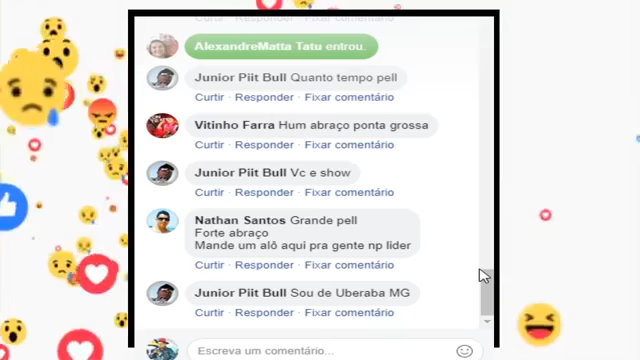 Curtir · Responder · Fixar comentário
AlexandreMatta Tatu entrou.
Junior Piit Bull Quanto tempo pell
Curtir · Responder · Fixar comentário
Vitinho Farra Hum abraço ponta grossa
Curtir · Responder · Fixar comentário
Junior Piit Bull Vc e show
Curtir · Responder · Fixar comentário
Nathan Santos Grande pell
Forte abraço
Mande um alô aqui pra gente np lider
Curtir · Responder · Fixar comentário
Junior Piit Bull Sou de Uberaba MG
Curtir · Responder · Fixar comentário
Escreva um comentário...